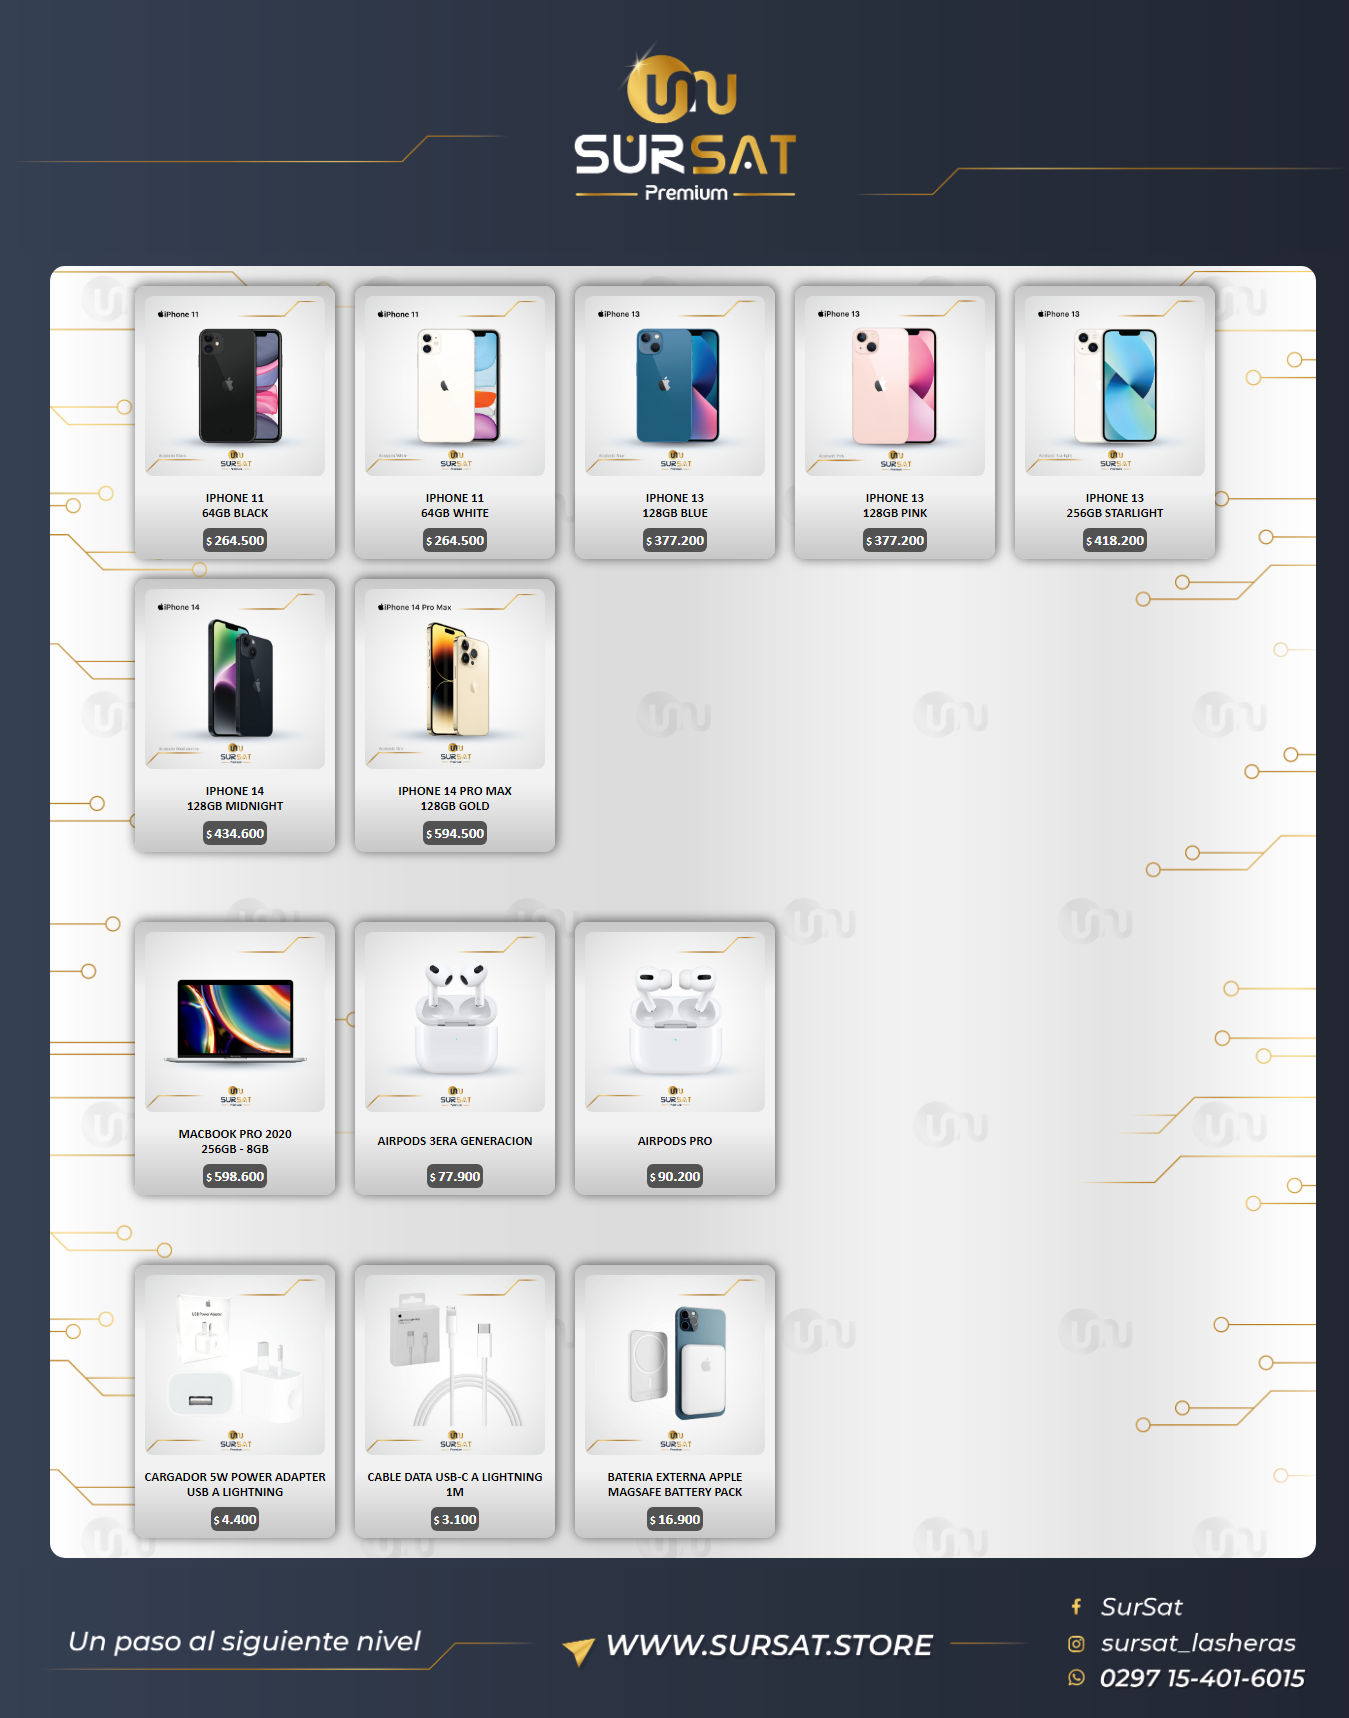 SURSAT
Premium
iPhone 11
iPhone 11
iPhone 13
iPhone 13
iPhone 13
SURSAT
SURSAT
SURSAT
SURSAT
SURSAT
IPHONE 11
64GB BLACK
$ 264.500
IPHONE 11
64GB WHITE
$ 264.500
IPHONE 13
128GB BLUE
$ 377.200
IPHONE 13
128GB PINK
$ 377.200
IPHONE 13
256GB STARLIGHT
$ 418.200
iPhone 14
iPhone 14 Pro Max
SURSAT
SURSAT
IPHONE 14
128GB MIDNIGHT
$ 434.600
IPHONE 14 PRO MAX
128GB GOLD
$ 594.500
SURSAT
SURSAT
SURSAT
MACBOOK PRO 2020
256GB - 8GB
$ 598.600
AIRPODS 3ERA GENERACION
$ 77.900
AIRPODS PRO
$ 90.200
USB Power Adapter
SURSAT
SURSAT
SURSAT
CARGADOR 5W POWER ADAPTER
USB A LIGHTNING
$ 4.400
CABLE DATA USB-C A LIGHTNING
1M
$ 3.100
BATERIA EXTERNA APPLE
MAGSAFE BATTERY PACK
$ 16.900
Un paso al siguiente nivel
WWW.SURSAT.STORE
SurSat
sursat_lasheras
0297 15-401-6015